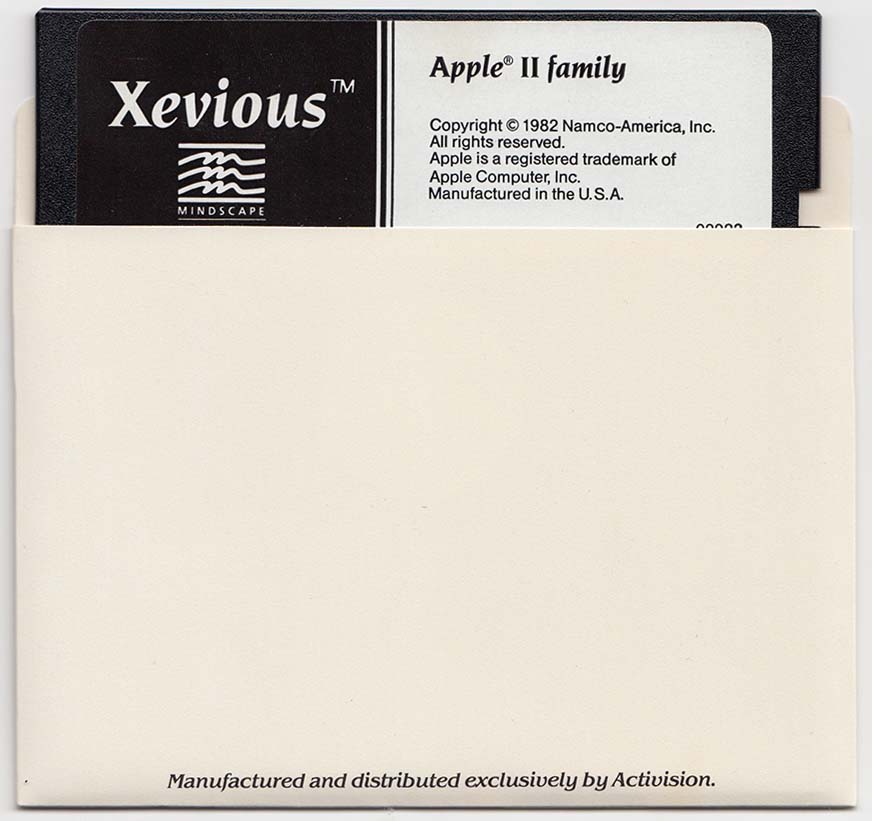 Xevious™
MINDSCAPE
Apple® II family
Copyright © 1982 Namco-America, Inc.
All rights reserved.
Apple is a registered trademark of
Apple Computer, Inc.
Manufactured in the U.S.A.
Manufactured and distributed exclusively by Activision.